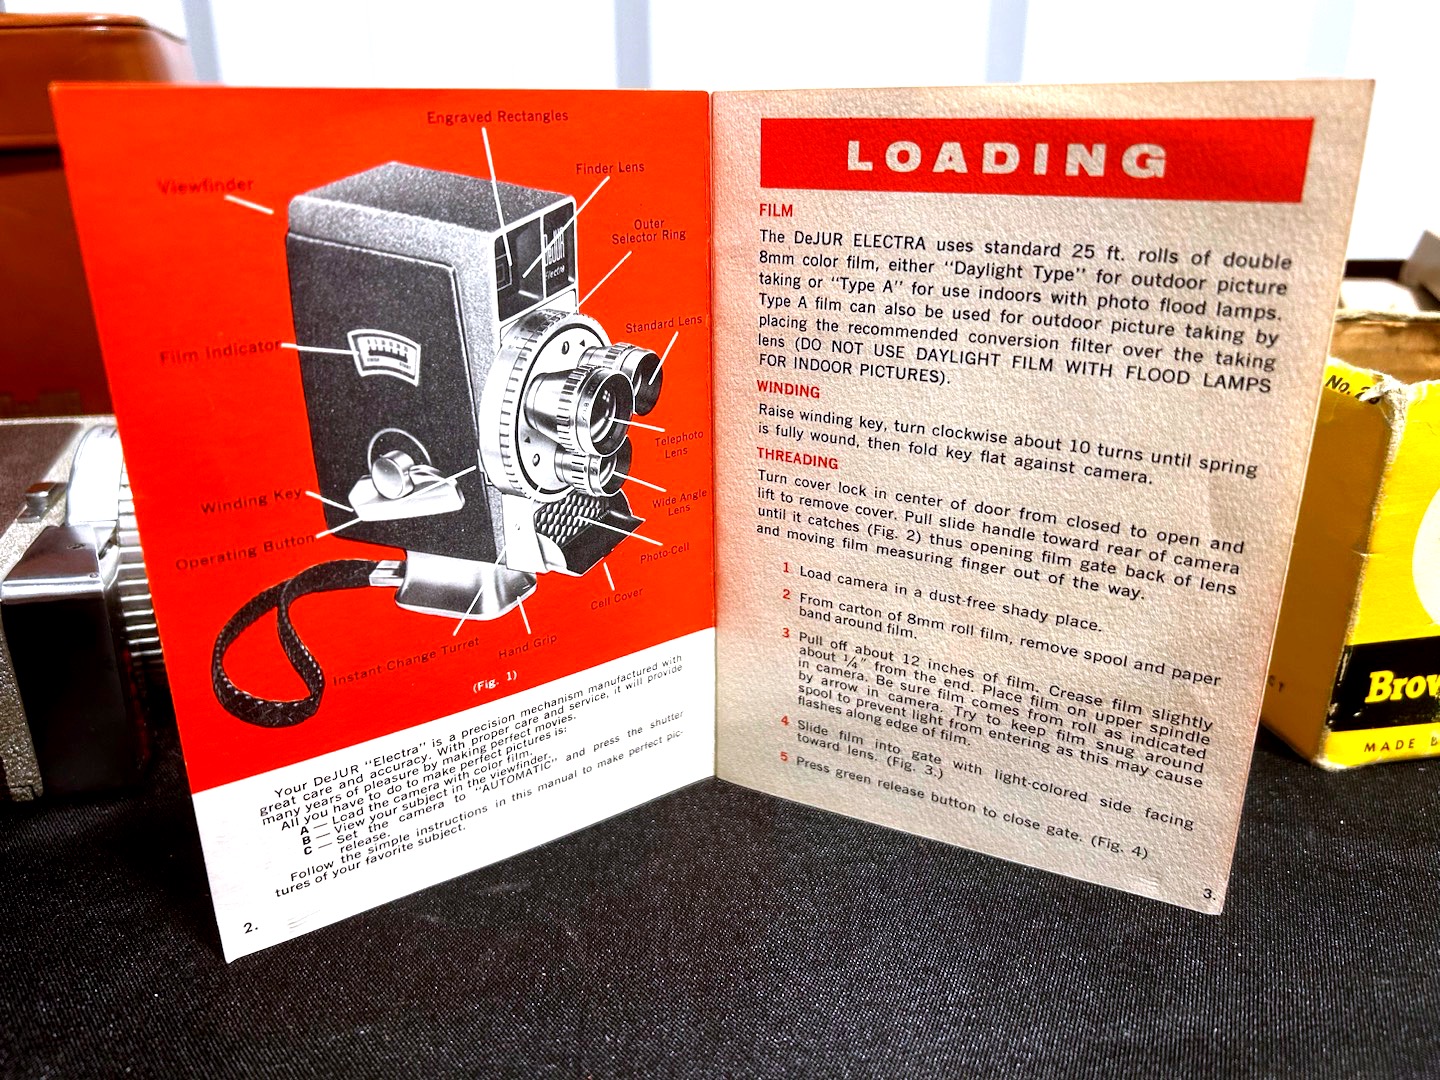 Engraved Rectangles
Finder Lens
Viewfinder
Outer
Selector Ring
DeJUR
Electra
Standard Lens
Film Indicator
Telephoto
Lens
Winding Key
Wide Angle
Lens
Operating Button
Photo-Cell
Cell Cover
Instant Change Turret
Hand Grip
(Fig. 1)
Your DeJUR "Electra" is a precision mechanism manufactured with
great care and accuracy. With proper care and service, it will provide
many years of pleasure by making perfect movies.
All you have to do to make perfect pictures is:
A — Load the camera with color film.
B — View your subject in the viewfinder.
C — Set the camera to "AUTOMATIC" and press the shutter
release.
Follow the simple instructions in this manual to make perfect pic-
tures of your favorite subject.
2.
LOADING
FILM
The DeJUR ELECTRA uses standard 25 ft. rolls of double
8mm color film, either "Daylight Type" for outdoor picture
taking or "Type A" for use indoors with photo flood lamps.
Type A film can also be used for outdoor picture taking by
placing the recommended conversion filter over the taking
lens (DO NOT USE DAYLIGHT FILM WITH FLOOD LAMPS
FOR INDOOR PICTURES).
WINDING
Raise winding key, turn clockwise about 10 turns until spring
is fully wound, then fold key flat against camera.
THREADING
Turn cover lock in center of door from closed to open and
lift to remove cover. Pull slide handle toward rear of camera
until it catches (Fig. 2) thus opening film gate back of lens
and moving film measuring finger out of the way.
1 Load camera in a dust-free shady place.
2 From carton of 8mm roll film, remove spool and paper
band around film.
3 Pull off about 12 inches of film. Crease film slightly
about ¼" from the end. Place film on upper spindle
in camera. Be sure film comes from roll as indicated
by arrow in camera. Try to keep film snug around
spool to prevent light from entering as this may cause
flashes along edge of film.
4 Slide film into gate with light-colored side facing
toward lens. (Fig. 3.)
5 Press green release button to close gate. (Fig. 4)
3.
No. 2
Brow
MADE B